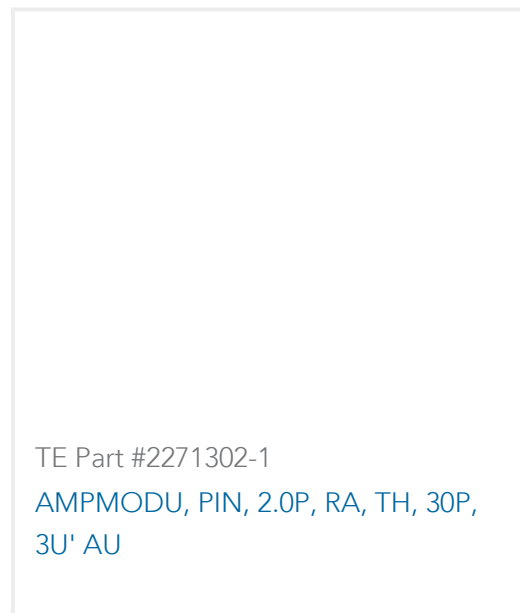 TE Part #2271302-1
AMPMODU, PIN, 2.0P, RA, TH, 30P,
3U' AU